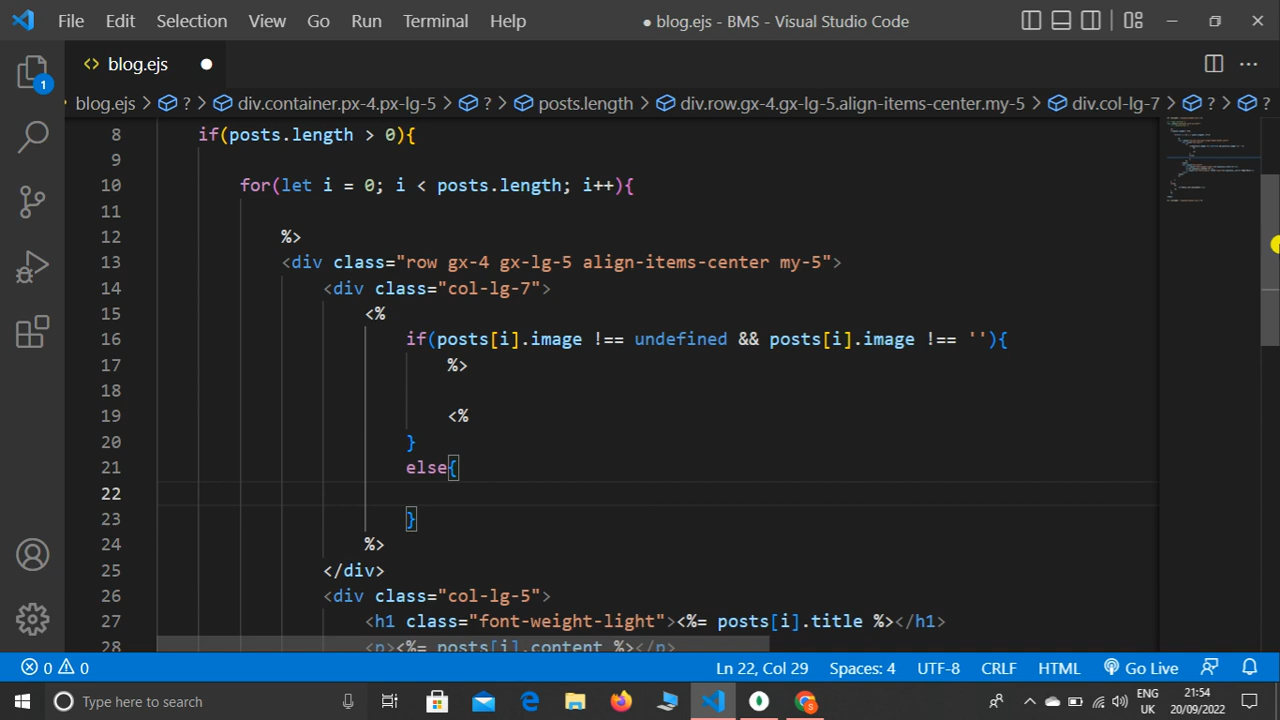 File Edit Selection View Go Run Terminal Help ● blog.ejs - BMS - Visual Studio Code
<> blog.ejs ●
blog.ejs > ? > div.container.px-4.px-lg-5 > ? > posts.length > div.row.gx-4.gx-lg-5.align-items-center.my-5 > div.col-lg-7 > ? > ?
1
8 if(posts.length > 0){
9
10 for(let i = 0; i < posts.length; i++){
11
12 %>
13 <div class="row gx-4 gx-lg-5 align-items-center my-5">
14 <div class="col-lg-7">
15 <%
16 if(posts[i].image !== undefined && posts[i].image !== ''){
17 %>
18
19 <%
20 }
21 else{
22
23 }
24 %>
25 </div>
26 <div class="col-lg-5">
27 <h1 class="font-weight-light"><%= posts[i].title %></h1>
28 <p><%= posts[i].content %></p>
0 0 Ln 22, Col 29 Spaces: 4 UTF-8 CRLF HTML Go Live
Type here to search ENG UK 21:54 20/09/2022